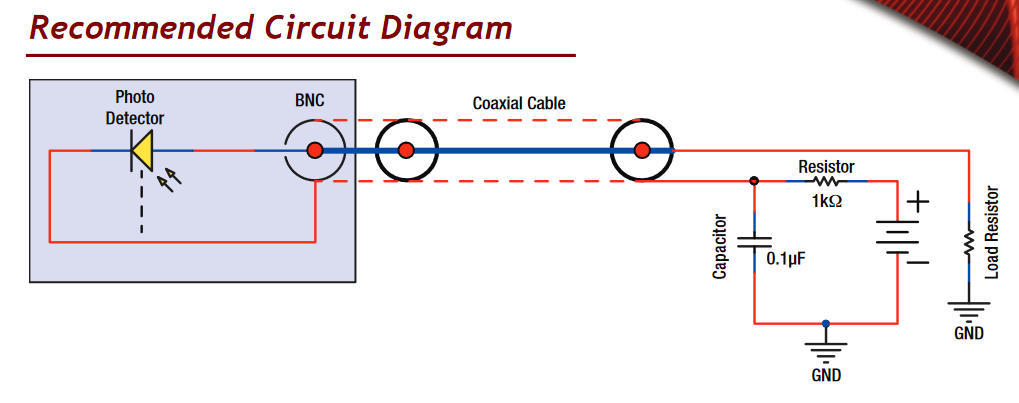 Recommended Circuit Diagram
Photo
Detector
BNC
Coaxial Cable
Resistor
1kΩ
Capacitor
0.1µF
+
−
Load Resistor
GND
GND